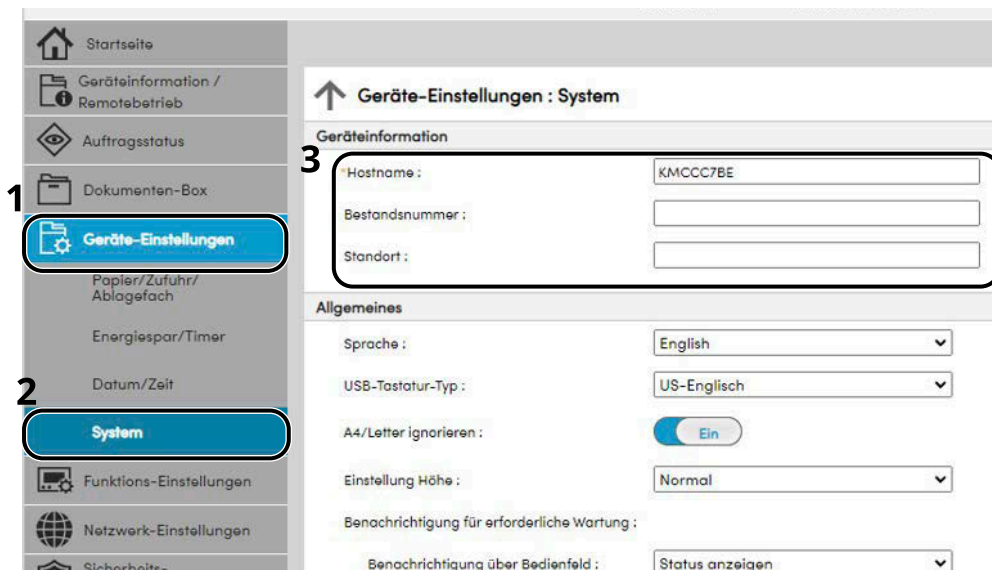 Startseite
Geräteinformation /
Remotebetrieb
Auftragsstatus
1
Dokumenten-Box
Geräte-Einstellungen
Papier/Zufuhr/
Ablagefach
Energiespar/Timer
Datum/Zeit
2
System
Funktions-Einstellungen
Netzwerk-Einstellungen
Sicherheits-
Geräte-Einstellungen : System
Geräteinformation
3
*Hostname : KMCCC7BE
Bestandsnummer :
Standort :
Allgemeines
Sprache : English
USB-Tastatur-Typ : US-Englisch
A4/Letter ignorieren : Ein
Einstellung Höhe : Normal
Benachrichtigung für erforderliche Wartung :
Benachrichtigung über Bedienfeld : Status anzeigen